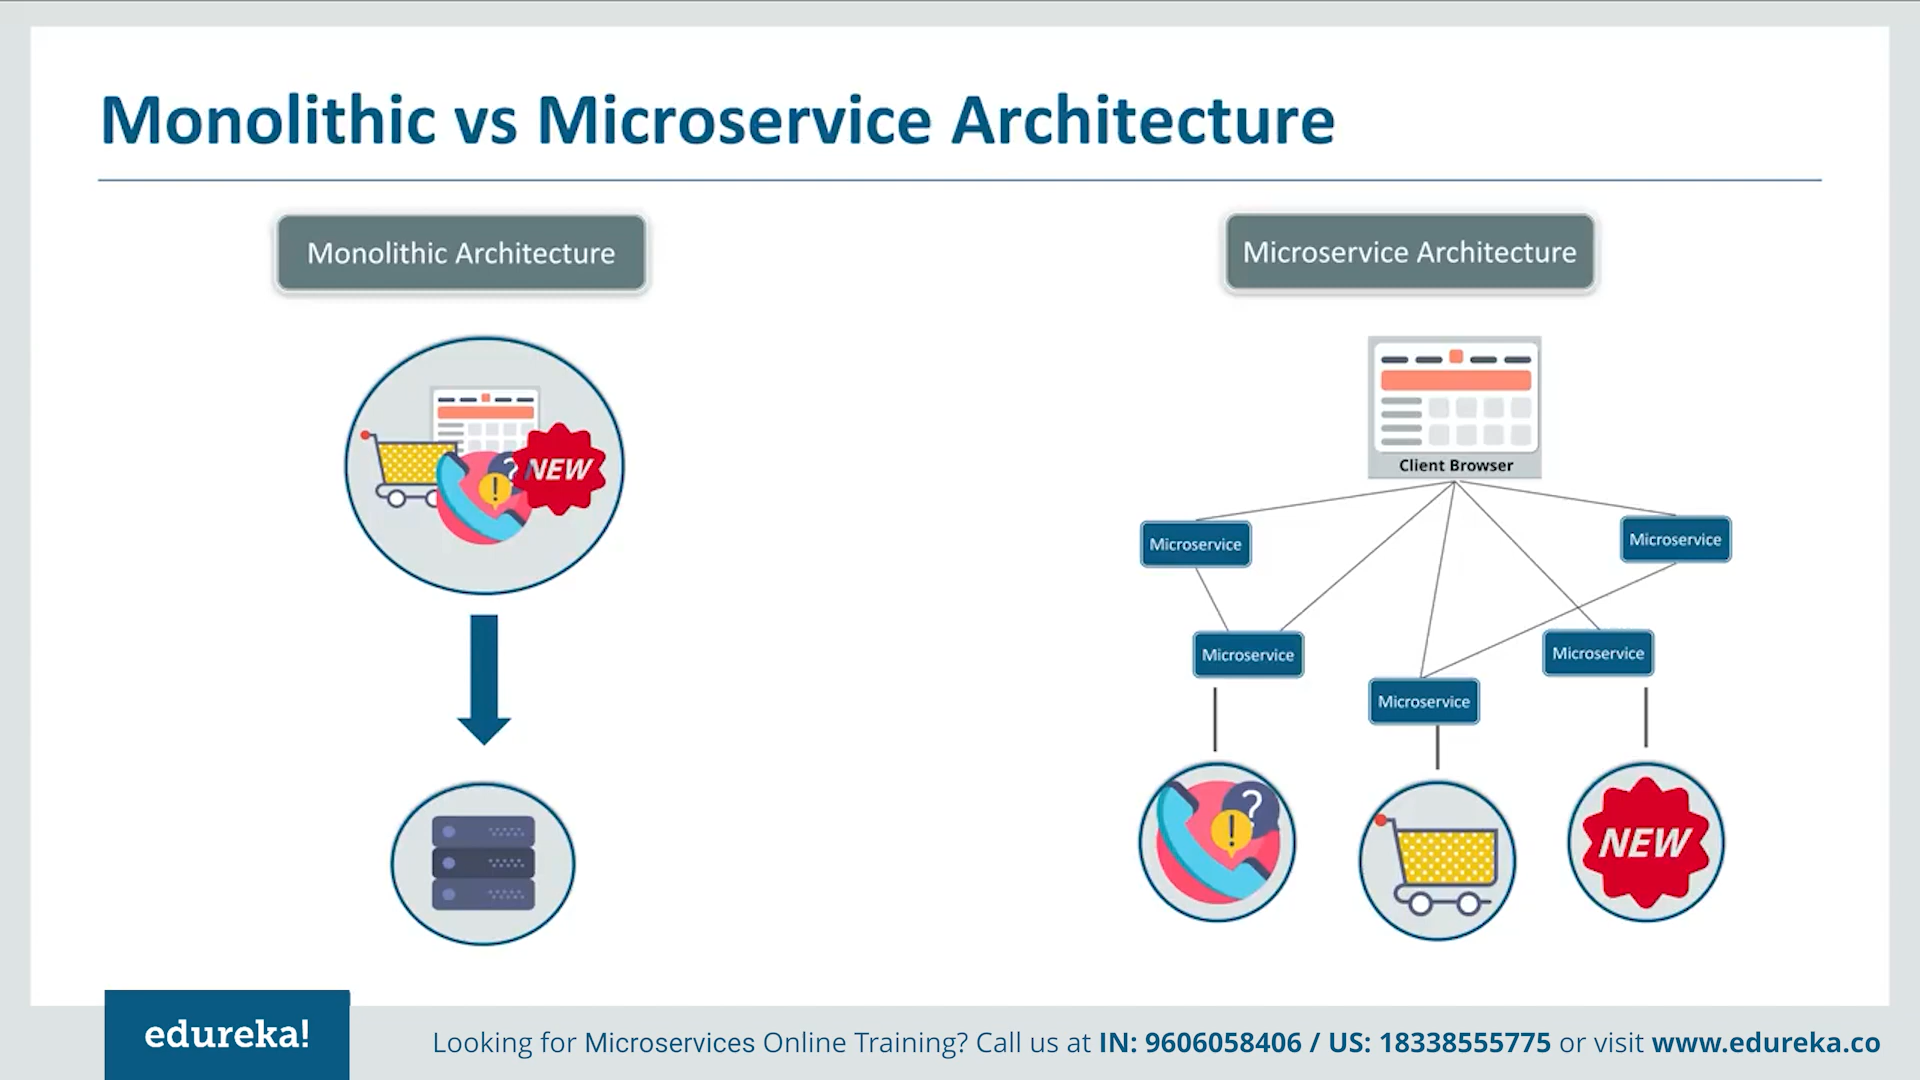 Monolithic vs Microservice Architecture
Monolithic Architecture
NEW
?
!
Microservice Architecture
Client Browser
Microservice
Microservice
Microservice
Microservice
Microservice
?
!
NEW
edureka!
Looking for Microservices Online Training? Call us at IN: 9606058406 / US: 18338555775 or visit www.edureka.co